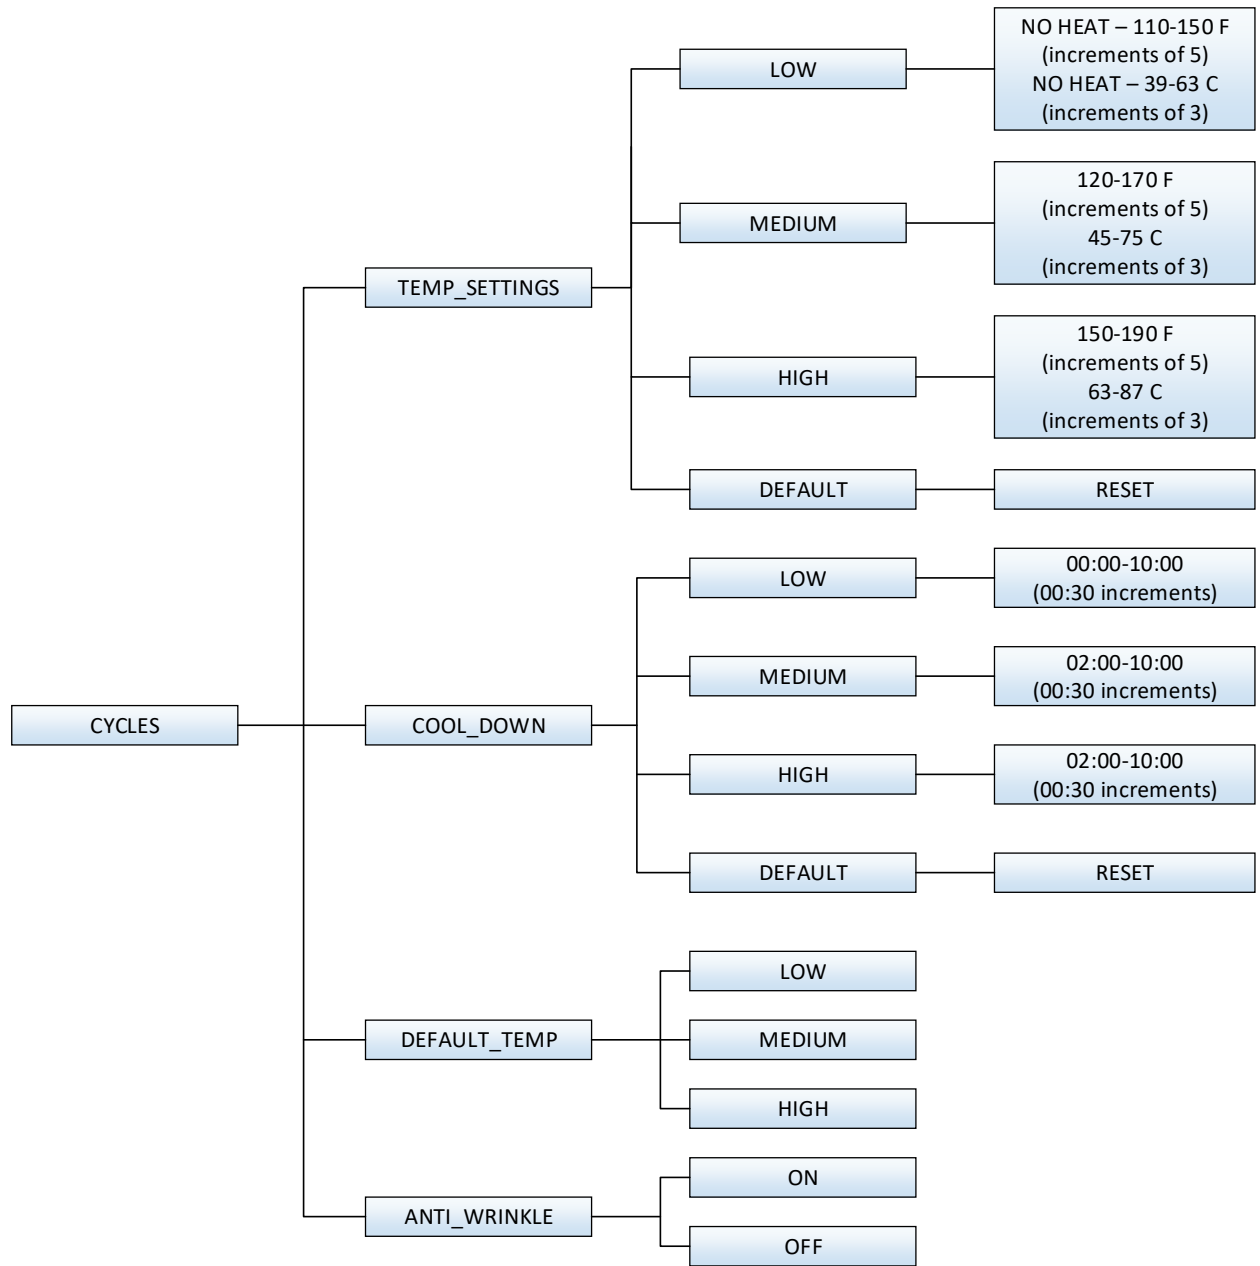 NO HEAT – 110-150 F
(increments of 5)
NO HEAT – 39-63 C
(increments of 3)
LOW
120-170 F
(increments of 5)
45-75 C
(increments of 3)
MEDIUM
TEMP_SETTINGS
150-190 F
(increments of 5)
63-87 C
(increments of 3)
HIGH
DEFAULT
RESET
LOW
00:00-10:00
(00:30 increments)
MEDIUM
02:00-10:00
(00:30 increments)
CYCLES
COOL_DOWN
HIGH
02:00-10:00
(00:30 increments)
DEFAULT
RESET
LOW
DEFAULT_TEMP
MEDIUM
HIGH
ON
ANTI_WRINKLE
OFF